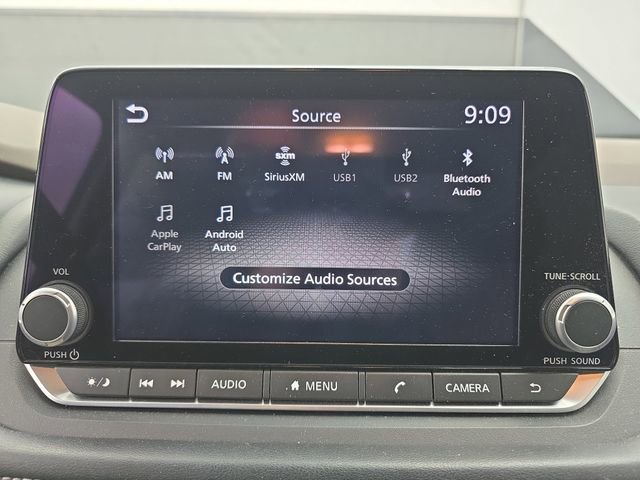 Source
9:09
AM
FM
sxm
SiriusXM
USB1
USB2
Bluetooth
Audio
Apple
CarPlay
Android
Auto
Customize Audio Sources
VOL
PUSH
TUNE·SCROLL
PUSH SOUND
AUDIO
MENU
CAMERA